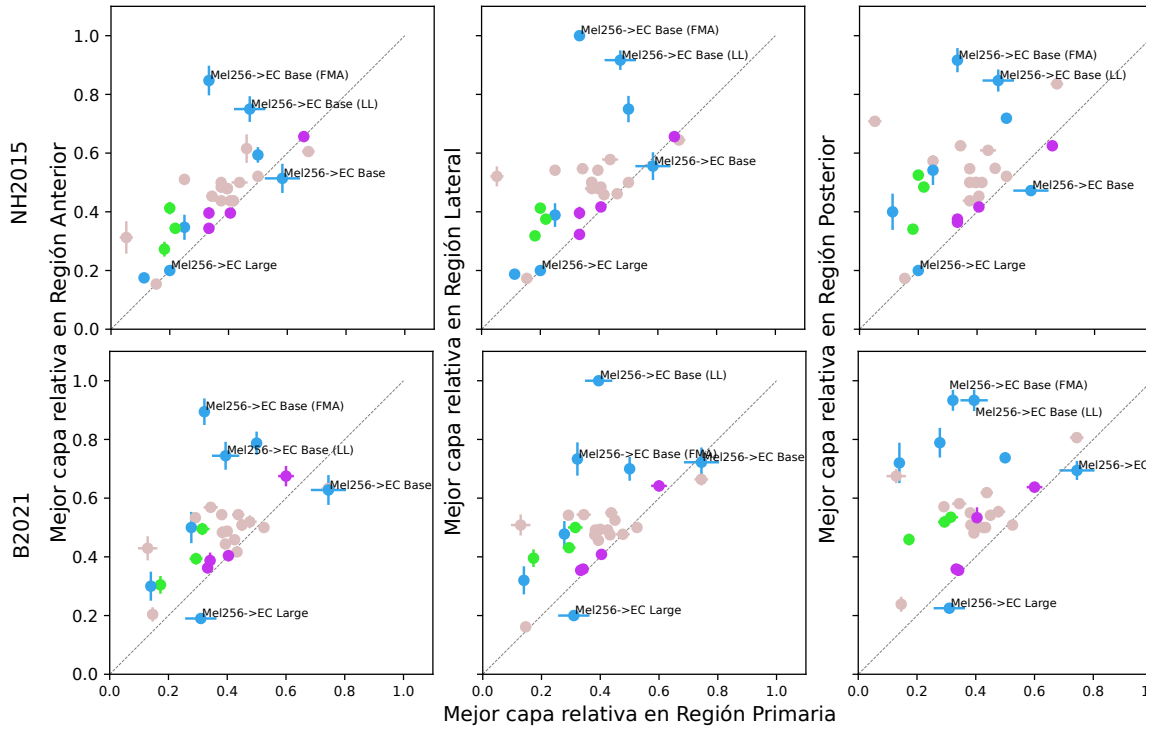 NH2015
Mejor capa relativa en Región Anterior
1.0
0.8
0.6
0.4
0.2
0.0
Mel256->EC Base (FMA)
Mel256->EC Base (LL)
Mel256->EC Base
Mel256->EC Large
Mejor capa relativa en Región Lateral
Mel256->EC Base (FMA)
Mel256->EC Base (LL)
Mel256->EC Base
Mel256->EC Large
Mejor capa relativa en Región Posterior
Mel256->EC Base (FMA)
Mel256->EC Base (LL)
Mel256->EC Base
Mel256->EC Large
B2021
1.0
0.8
0.6
0.4
0.2
0.0
Mel256->EC Base (FMA)
Mel256->EC Base (LL)
Mel256->EC Base
Mel256->EC Large
0.0 0.2 0.4 0.6 0.8 1.0
Mel256->EC Base (LL)
Mel256->EC Base (FMA)
Mel256->EC Base
Mel256->EC Large
0.0 0.2 0.4 0.6 0.8 1.0
Mel256->EC Base (FMA)
Mel256->EC Base (LL)
Mel256->EC
Mel256->EC Large
0.0 0.2 0.4 0.6 0.8
Mejor capa relativa en Región Primaria